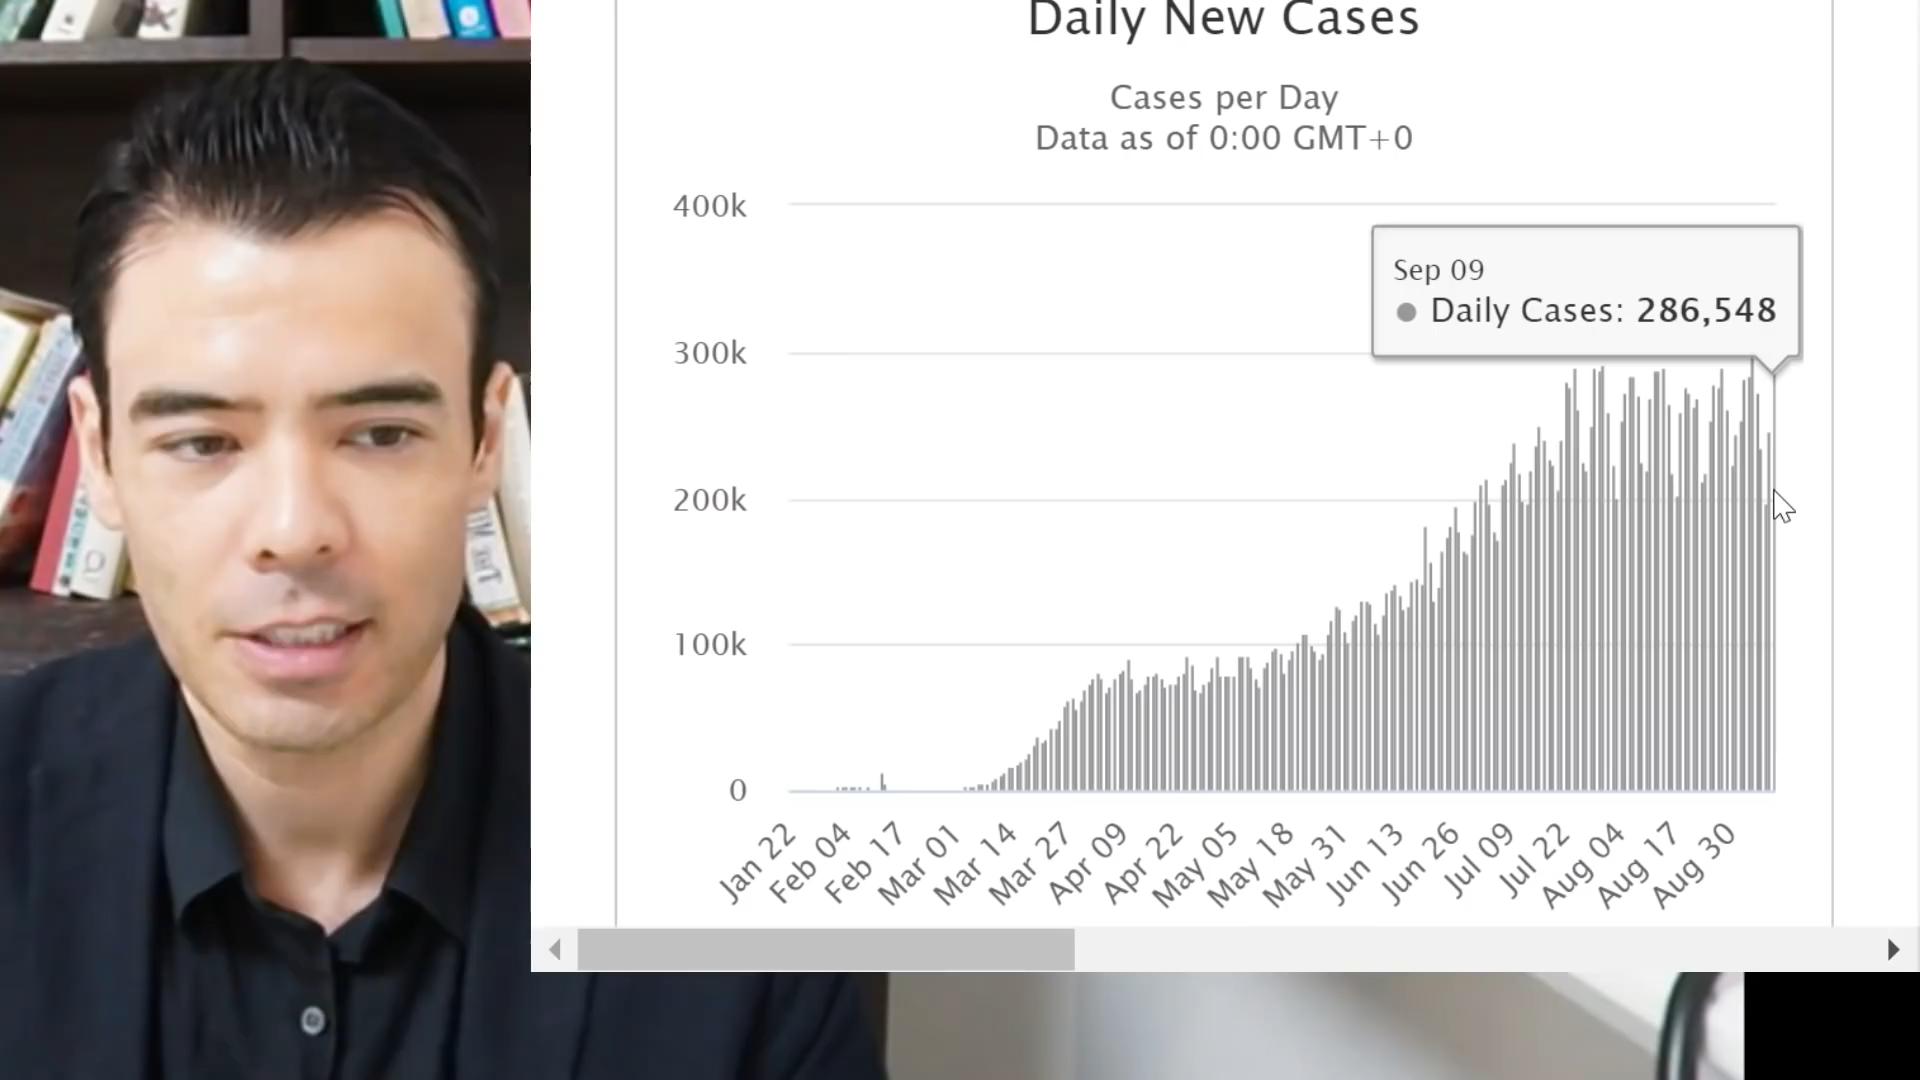 Daily New Cases
Cases per Day
Data as of 0:00 GMT+0
400k
Sep 09
Daily Cases: 286,548
300k
200k
100k
0
Jan 22
Feb 04
Feb 17
Mar 01
Mar 14
Mar 27
Apr 09
Apr 22
May 05
May 18
May 31
Jun 13
Jun 26
Jul 09
Jul 22
Aug 04
Aug 17
Aug 30